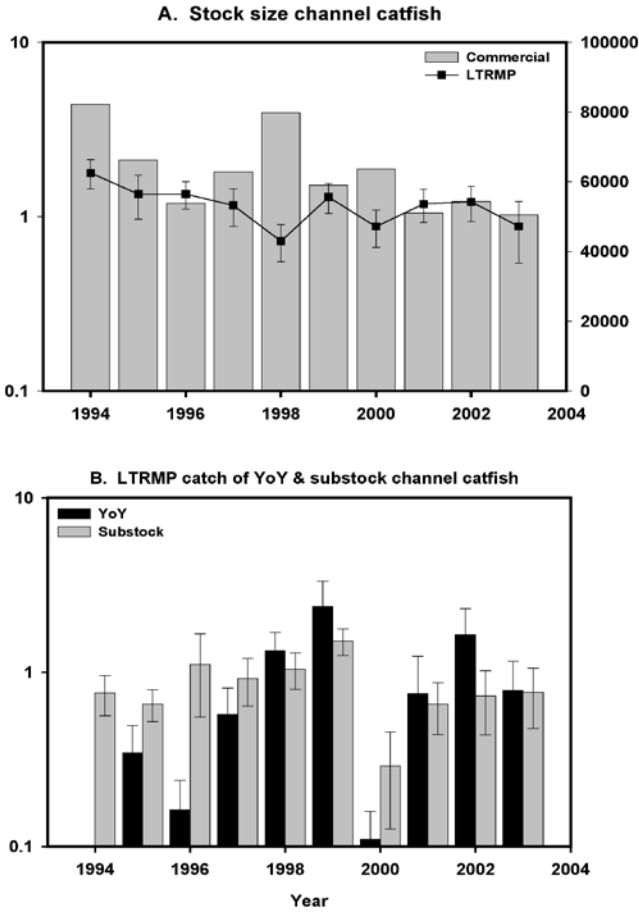 A. Stock size channel catfish
10
100000
Commercial
LTRMP
80000
60000
1
40000
20000
0.1
0
1994 1996 1998 2000 2002 2004
B. LTRMP catch of YoY & substock channel catfish
10
YoY
Substock
1
0.1
1994 1996 1998 2000 2002 2004
Year